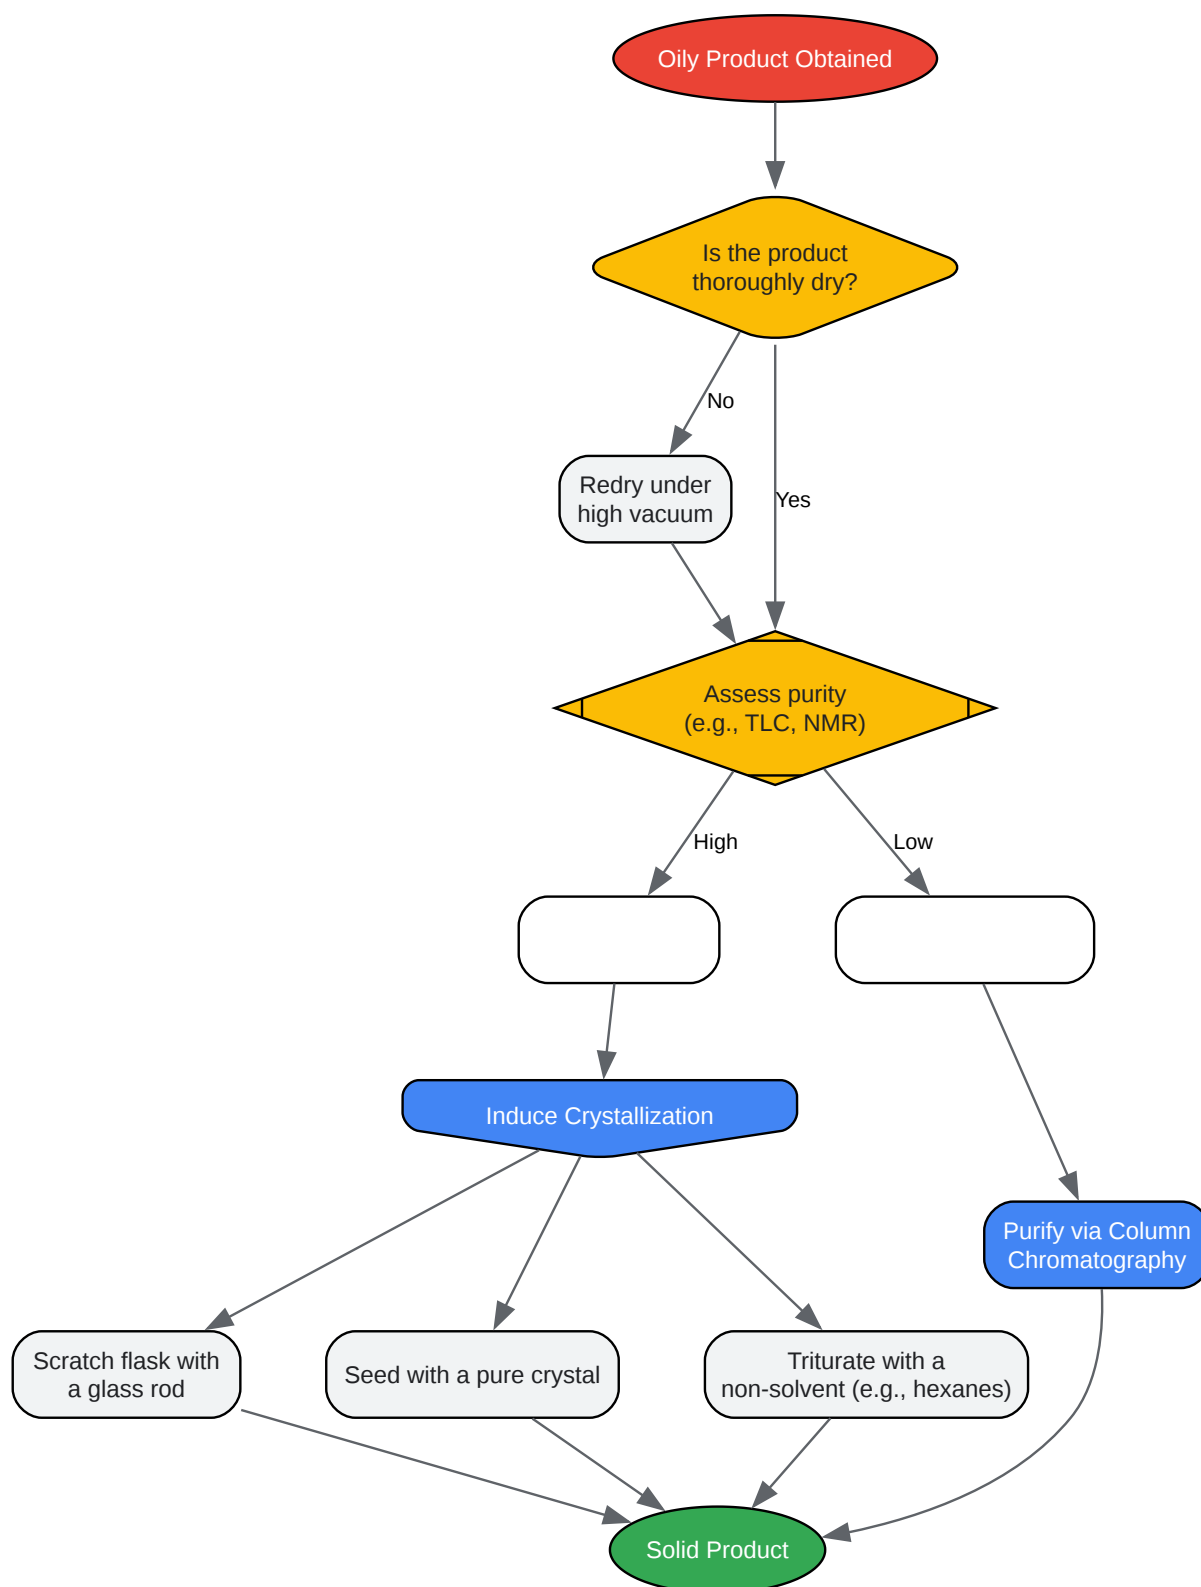 Oily Product Obtained
Is the product
thoroughly dry?
No
Redry under
high vacuum
Yes
Assess purity
(e.g., TLC, NMR)
High
Low
Induce Crystallization
Purify via Column
Chromatography
Scratch flask with
a glass rod
Seed with a pure crystal
Triturate with a
non-solvent (e.g., hexanes)
Solid Product